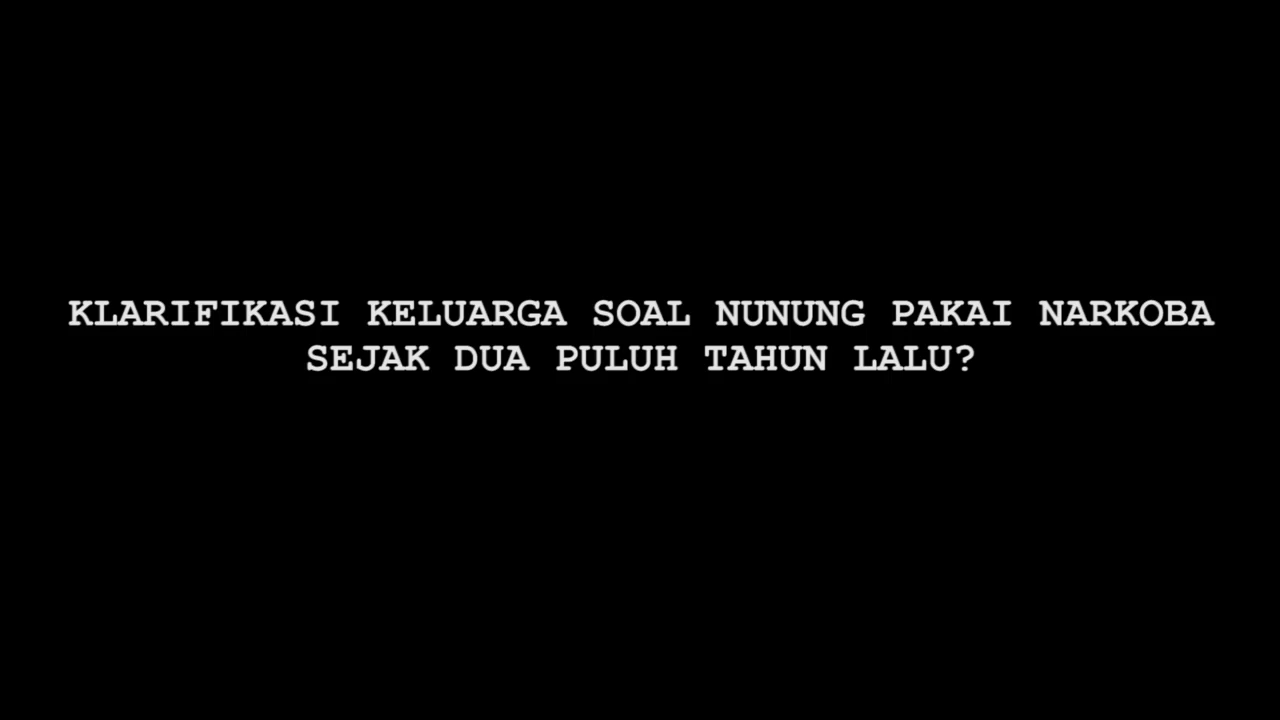 KLARIFIKASI KELUARGA SOAL NUNUNG PAKAI NARKOBA
SEJAK DUA PULUH TAHUN LALU?